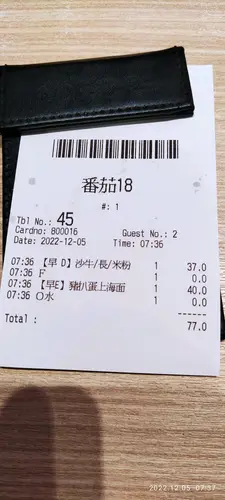 番茄18
#: 1
Tbl No.: 45
Cardno: B00016 Guest No.: 2
Date: 2022-12-05 Time: 07:36
07:36 【早 D】沙牛/長/米粉 1 37.0
07:36 F 1 0.0
07:36 【早E】豬扒蛋上海面 1 40.0
07:36 O水 1 0.0
Total : 77.0
2022.12.05 07:37